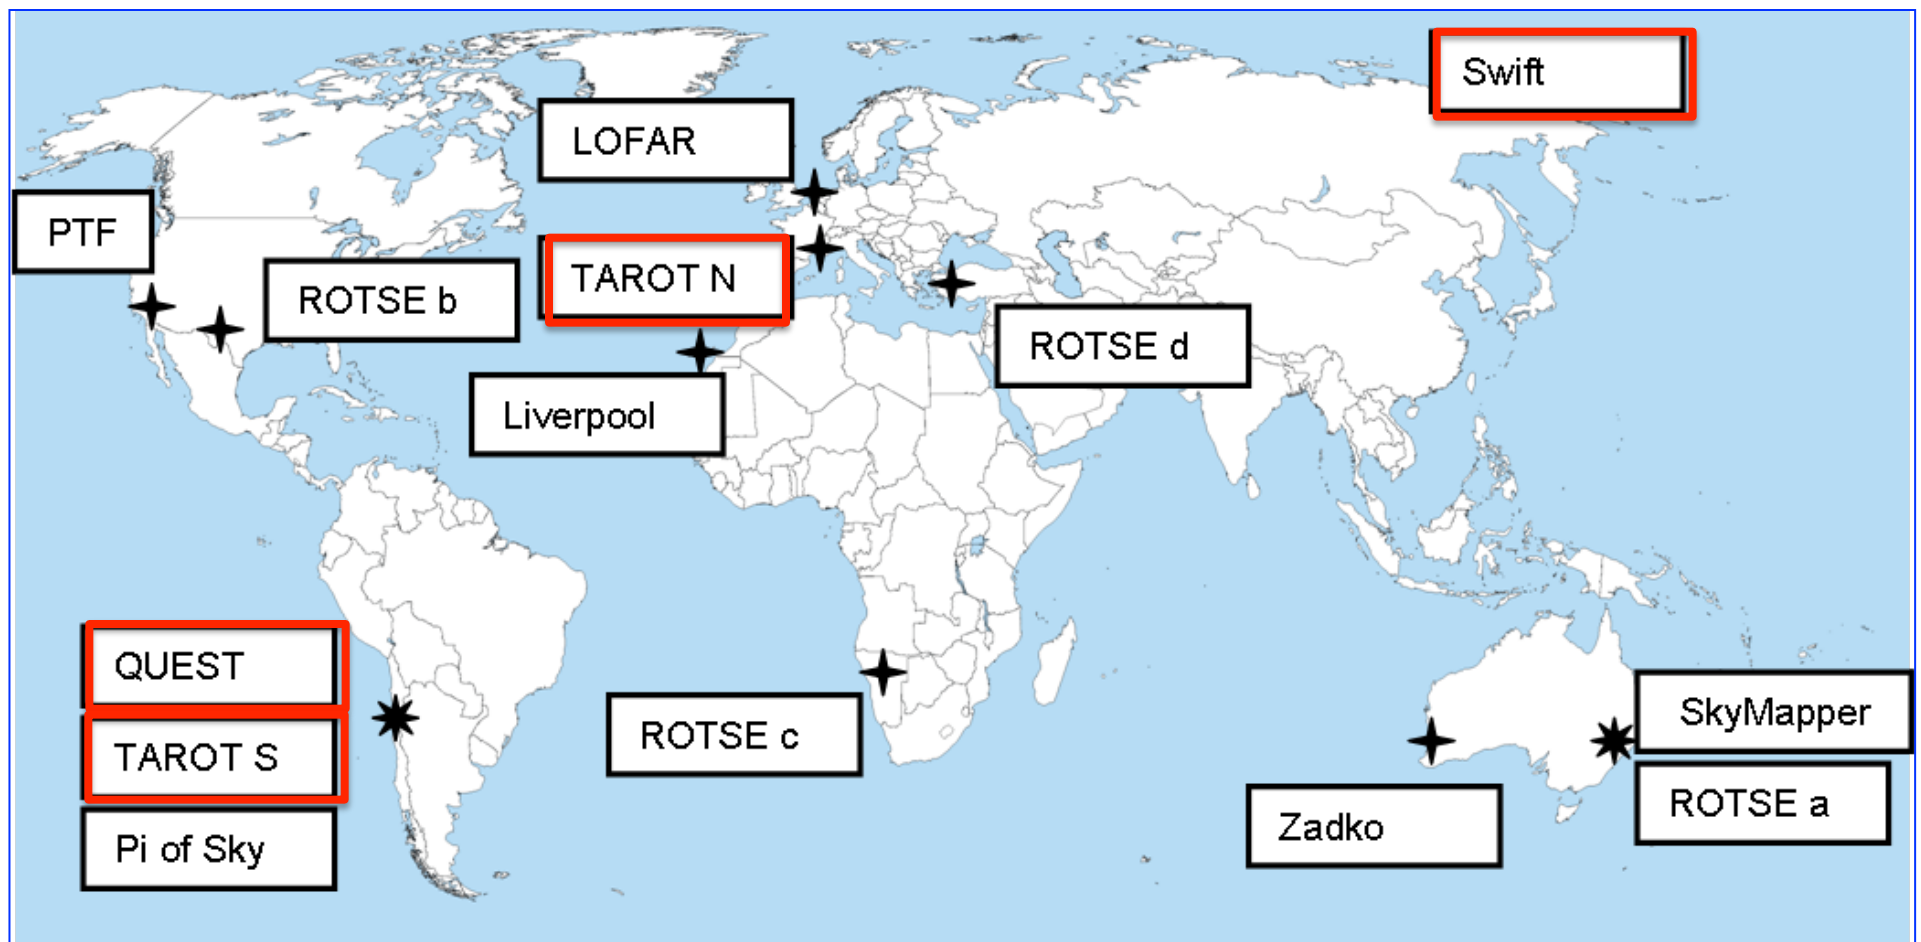 Swift
LOFAR
PTF
TAROT N
ROTSE b
ROTSE d
Liverpool
QUEST
TAROT S
Pi of Sky
ROTSE c
SkyMapper
ROTSE a
Zadko